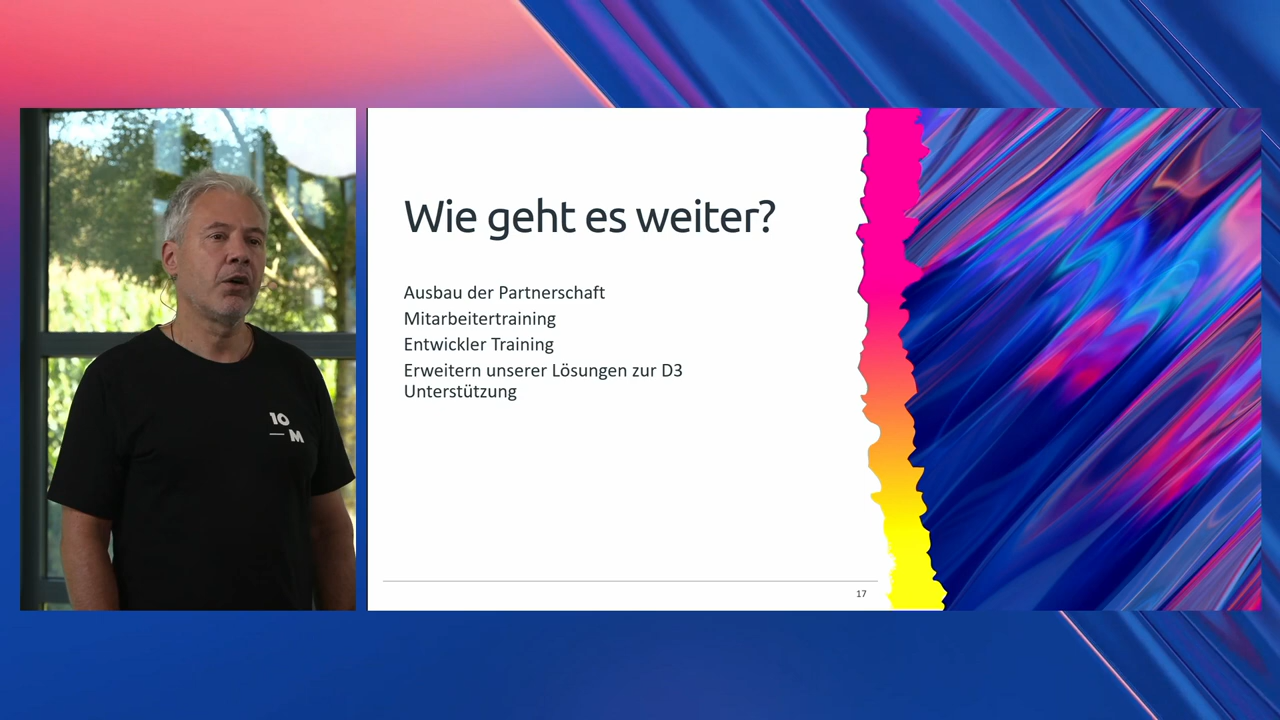 Wie geht es weiter?
Ausbau der Partnerschaft
Mitarbeitertraining
Entwickler Training
Erweitern unserer Lösungen zur D3
Unterstützung
17
10
— M